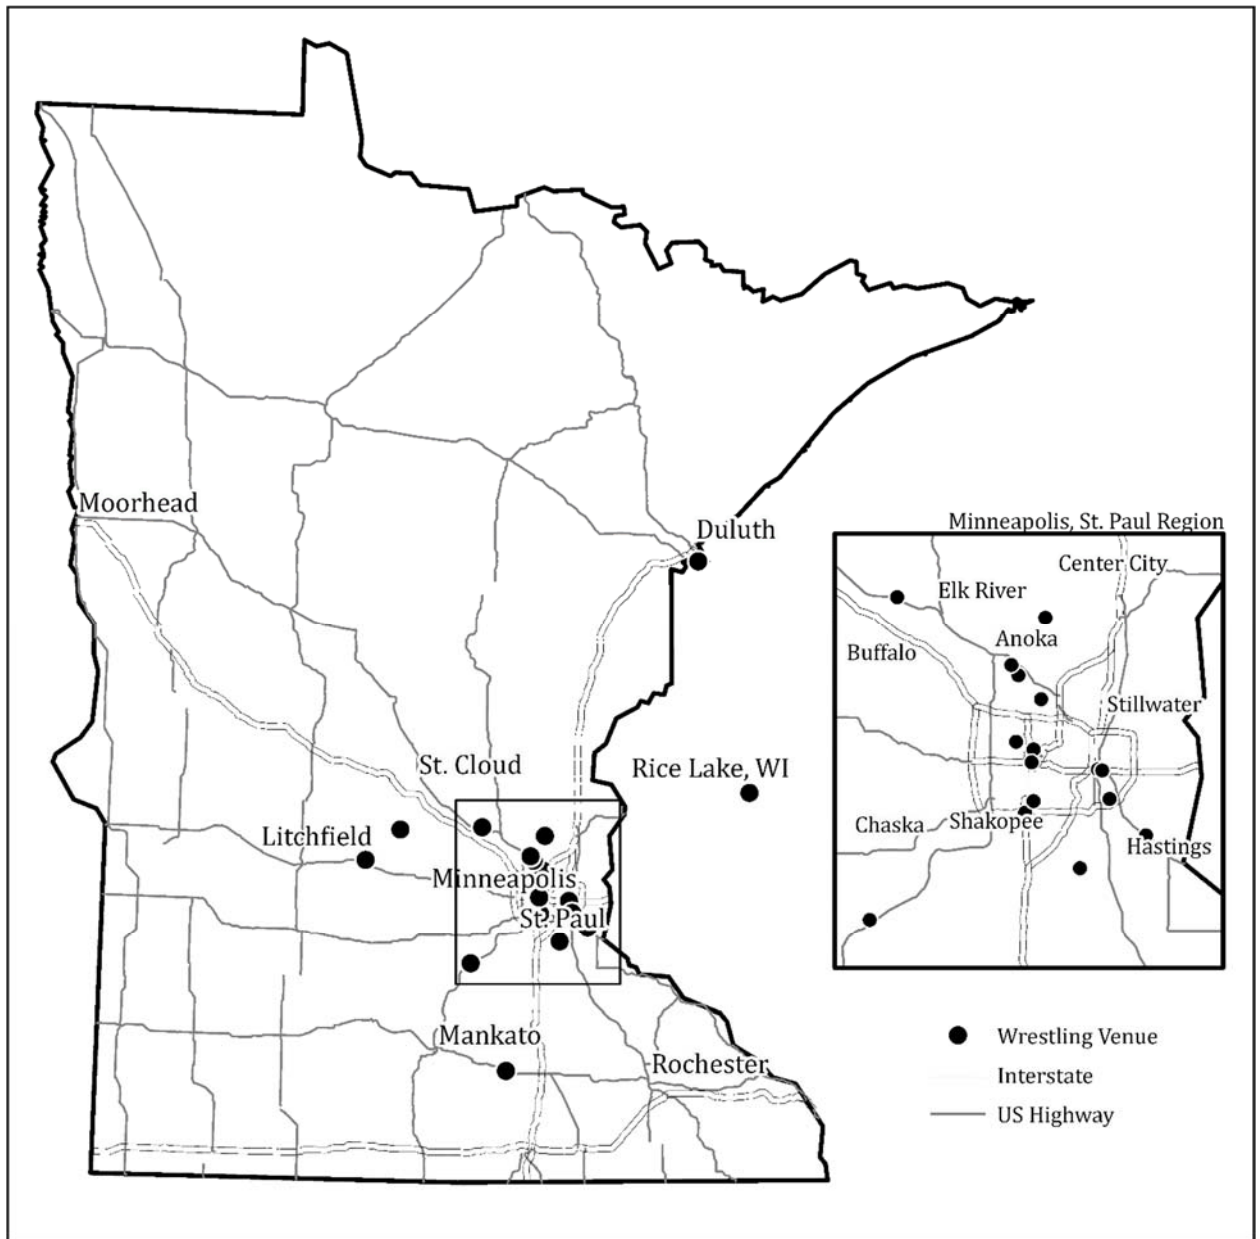 Moorhead
Duluth
Minneapolis, St. Paul Region
Center City
Elk River
Anoka
Buffalo
Stillwater
St. Cloud
Rice Lake, WI
Litchfield
Chaska
Shakopee
Hastings
Minneapolis
St. Paul
Mankato
Rochester
Wrestling Venue
Interstate
US Highway